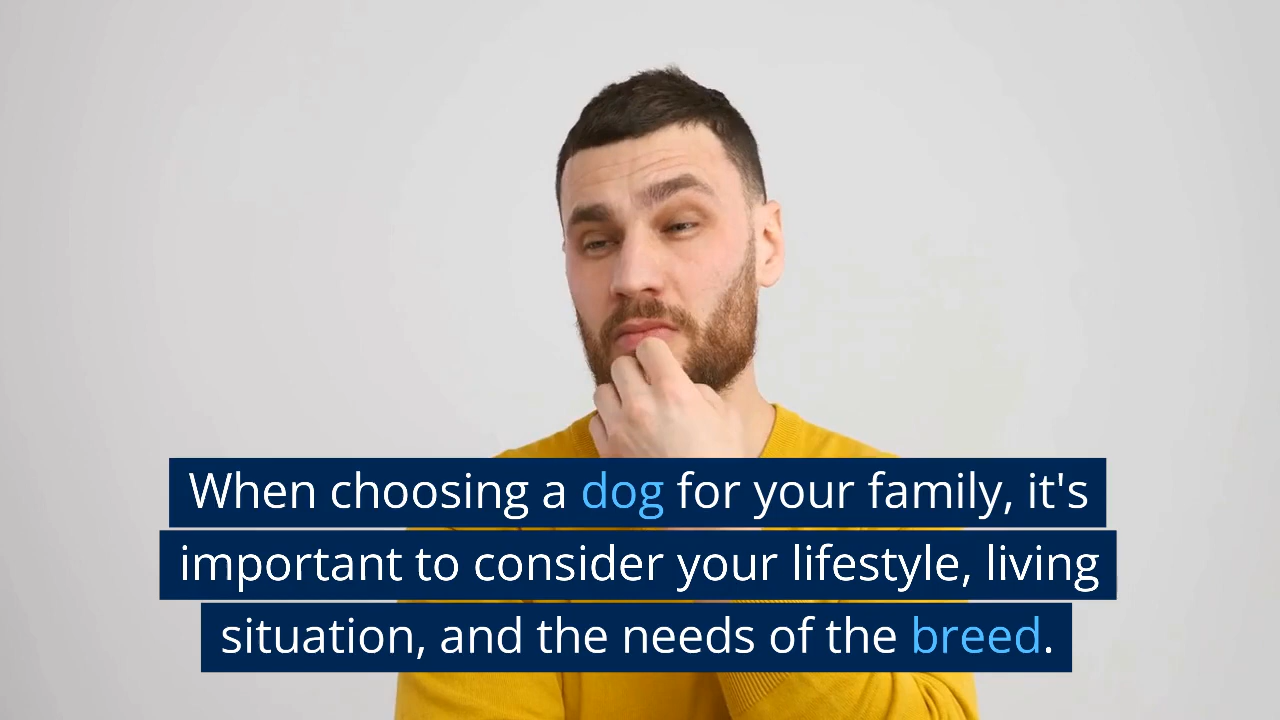 When choosing a dog for your family, it's
important to consider your lifestyle, living
situation, and the needs of the breed.